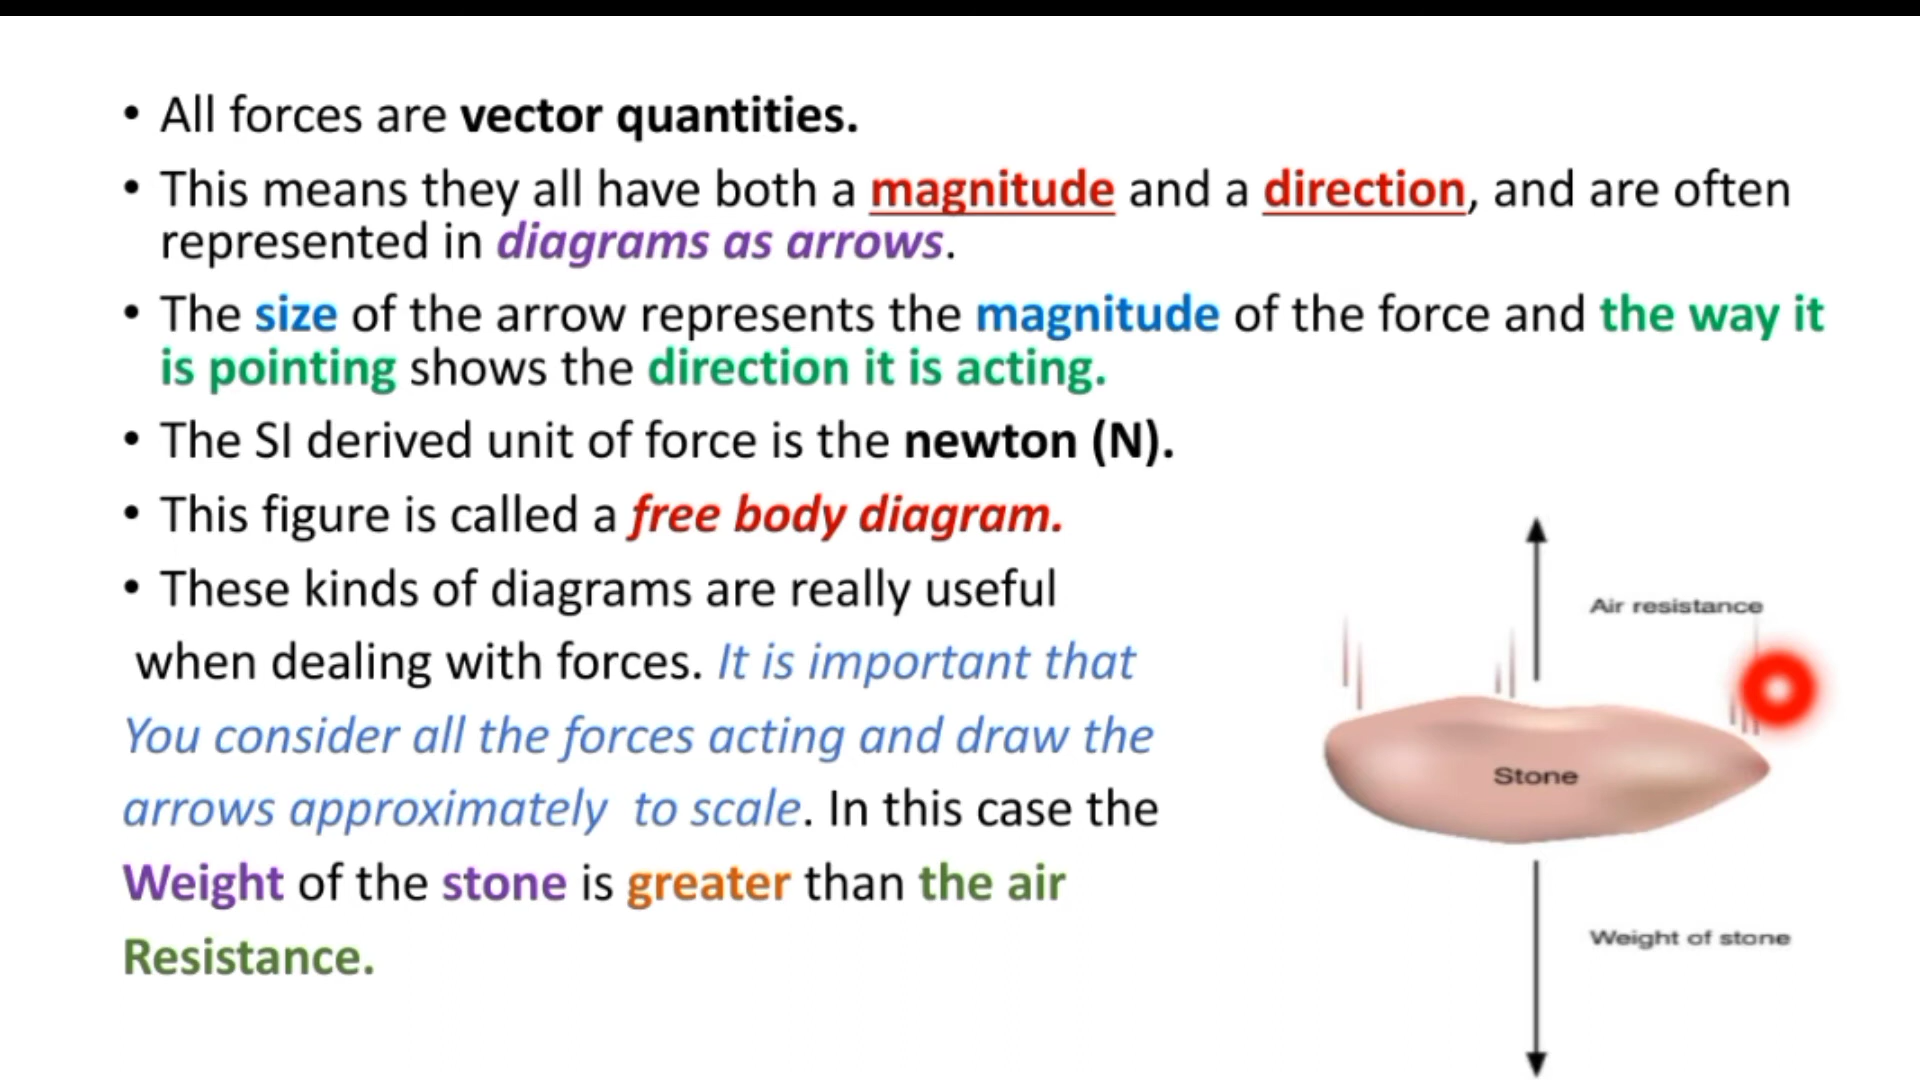 • All forces are vector quantities.
• This means they all have both a magnitude and a direction, and are often
represented in diagrams as arrows.
• The size of the arrow represents the magnitude of the force and the way it
is pointing shows the direction it is acting.
• The SI derived unit of force is the newton (N).
• This figure is called a free body diagram.
• These kinds of diagrams are really useful
when dealing with forces. It is important that
You consider all the forces acting and draw the
arrows approximately to scale. In this case the
Weight of the stone is greater than the air
Resistance.
Air resistance
Stone
Weight of stone